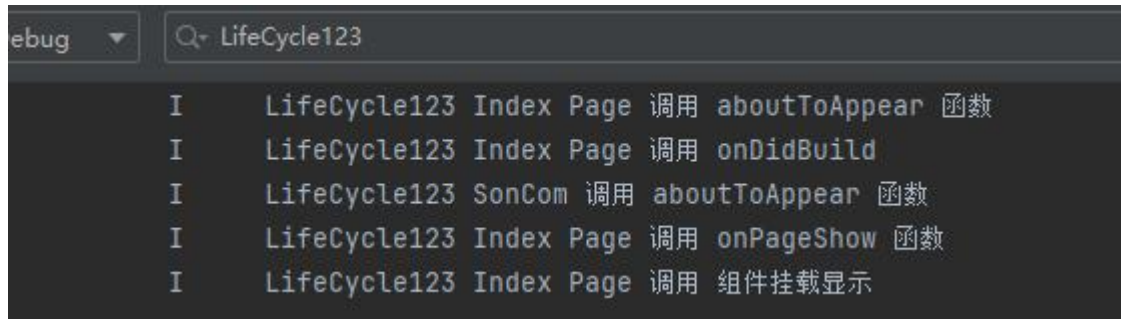 ebug LifeCycle123
I LifeCycle123 Index Page 调用 aboutToAppear 函数
I LifeCycle123 Index Page 调用 onDidBuild
I LifeCycle123 SonCom 调用 aboutToAppear 函数
I LifeCycle123 Index Page 调用 onPageShow 函数
I LifeCycle123 Index Page 调用 组件挂载显示